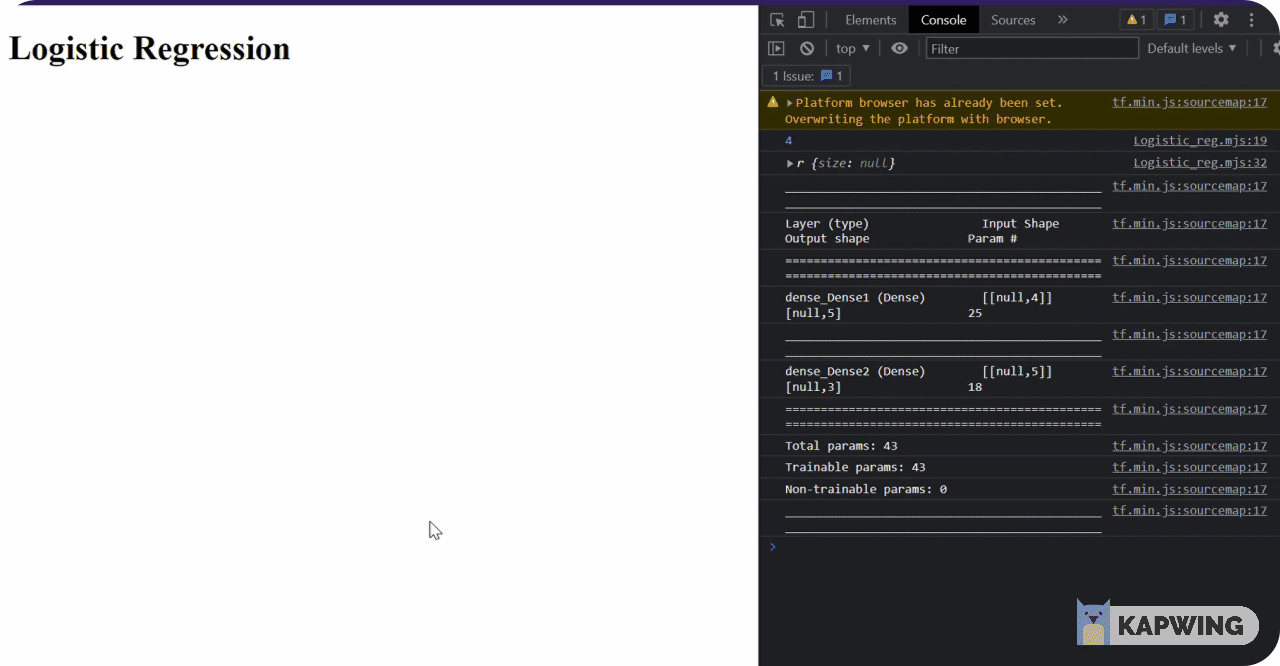 Logistic Regression
Elements Console Sources » 1 1
top ▼ Filter Default levels ▼
1 Issue: 1
▶Platform browser has already been set. tf.min.js:sourcemap:17
Overwriting the platform with browser.
4 Logistic_reg.mjs:19
▶r {size: null} Logistic_reg.mjs:32
_____________________________________________ tf.min.js:sourcemap:17
_____________________________________________
Layer (type) Input Shape tf.min.js:sourcemap:17
Output shape Param #
============================================= tf.min.js:sourcemap:17
=============================================
dense_Dense1 (Dense) [[null,4]] tf.min.js:sourcemap:17
[null,5] 25
_____________________________________________ tf.min.js:sourcemap:17
_____________________________________________
dense_Dense2 (Dense) [[null,5]] tf.min.js:sourcemap:17
[null,3] 18
============================================= tf.min.js:sourcemap:17
=============================================
Total params: 43 tf.min.js:sourcemap:17
Trainable params: 43 tf.min.js:sourcemap:17
Non-trainable params: 0 tf.min.js:sourcemap:17
_____________________________________________ tf.min.js:sourcemap:17
_____________________________________________
>
KAPWING